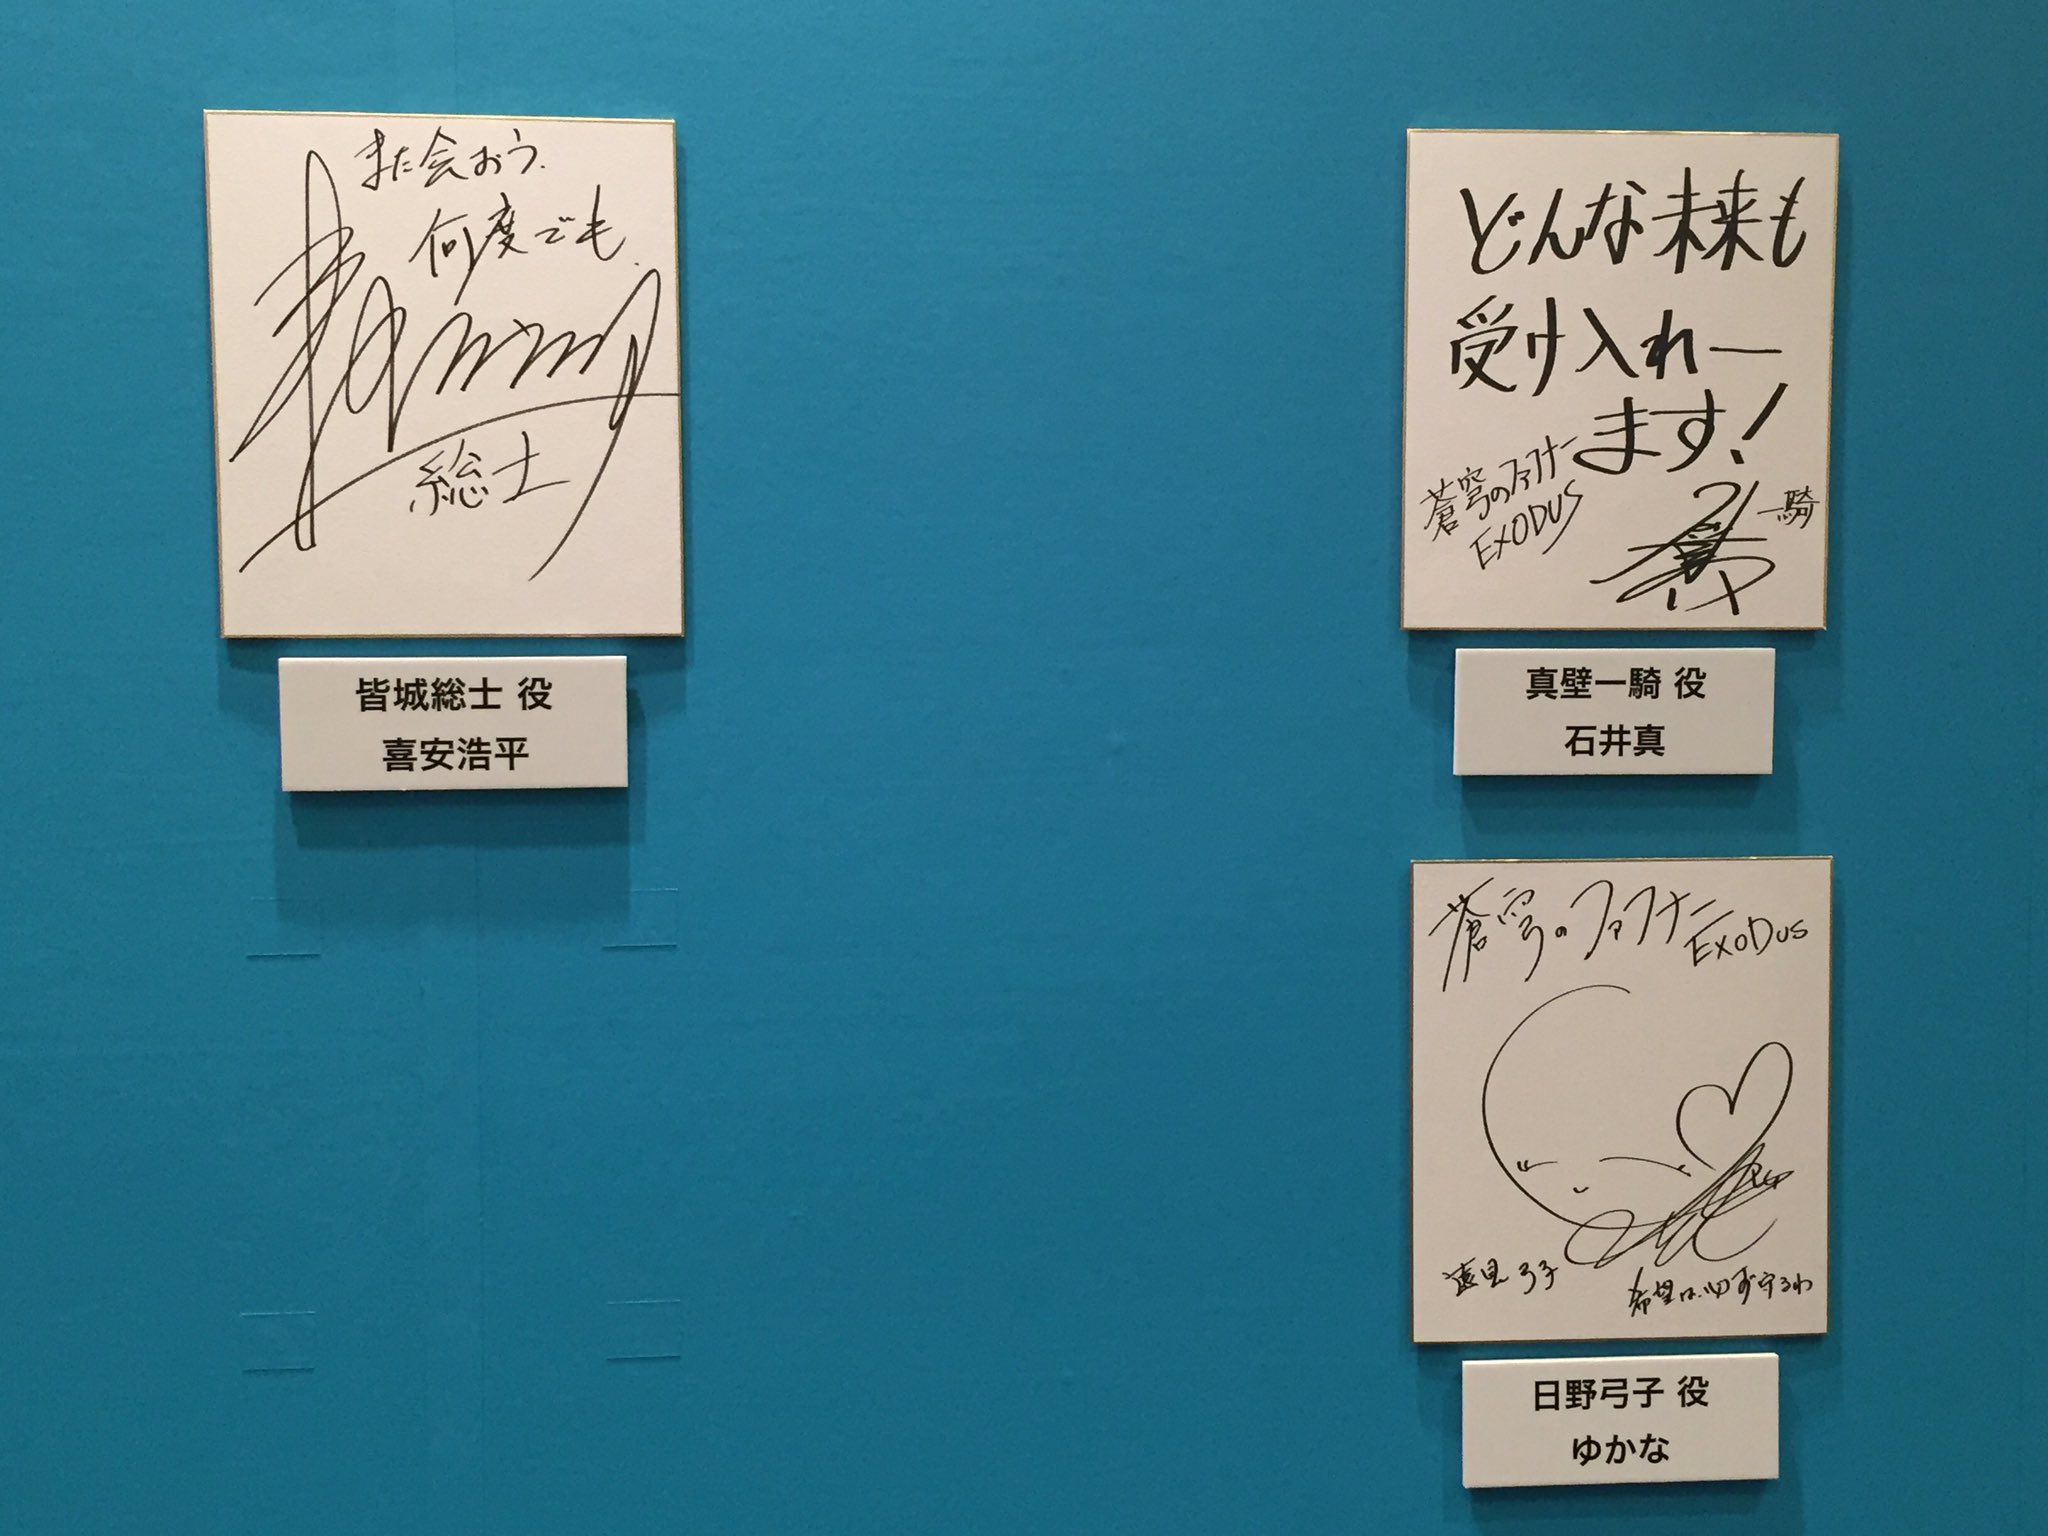 また会おう、
何度でも。
総士
皆城総士 役
喜安浩平
どんな未来も
受け入れー
ます!
蒼穹のファフナー
EXODUS
一騎
真壁一騎 役
石井真
蒼穹のファフナー
EXODUS
遠見弓子
希望は必ず守るわ
日野弓子 役
ゆかな